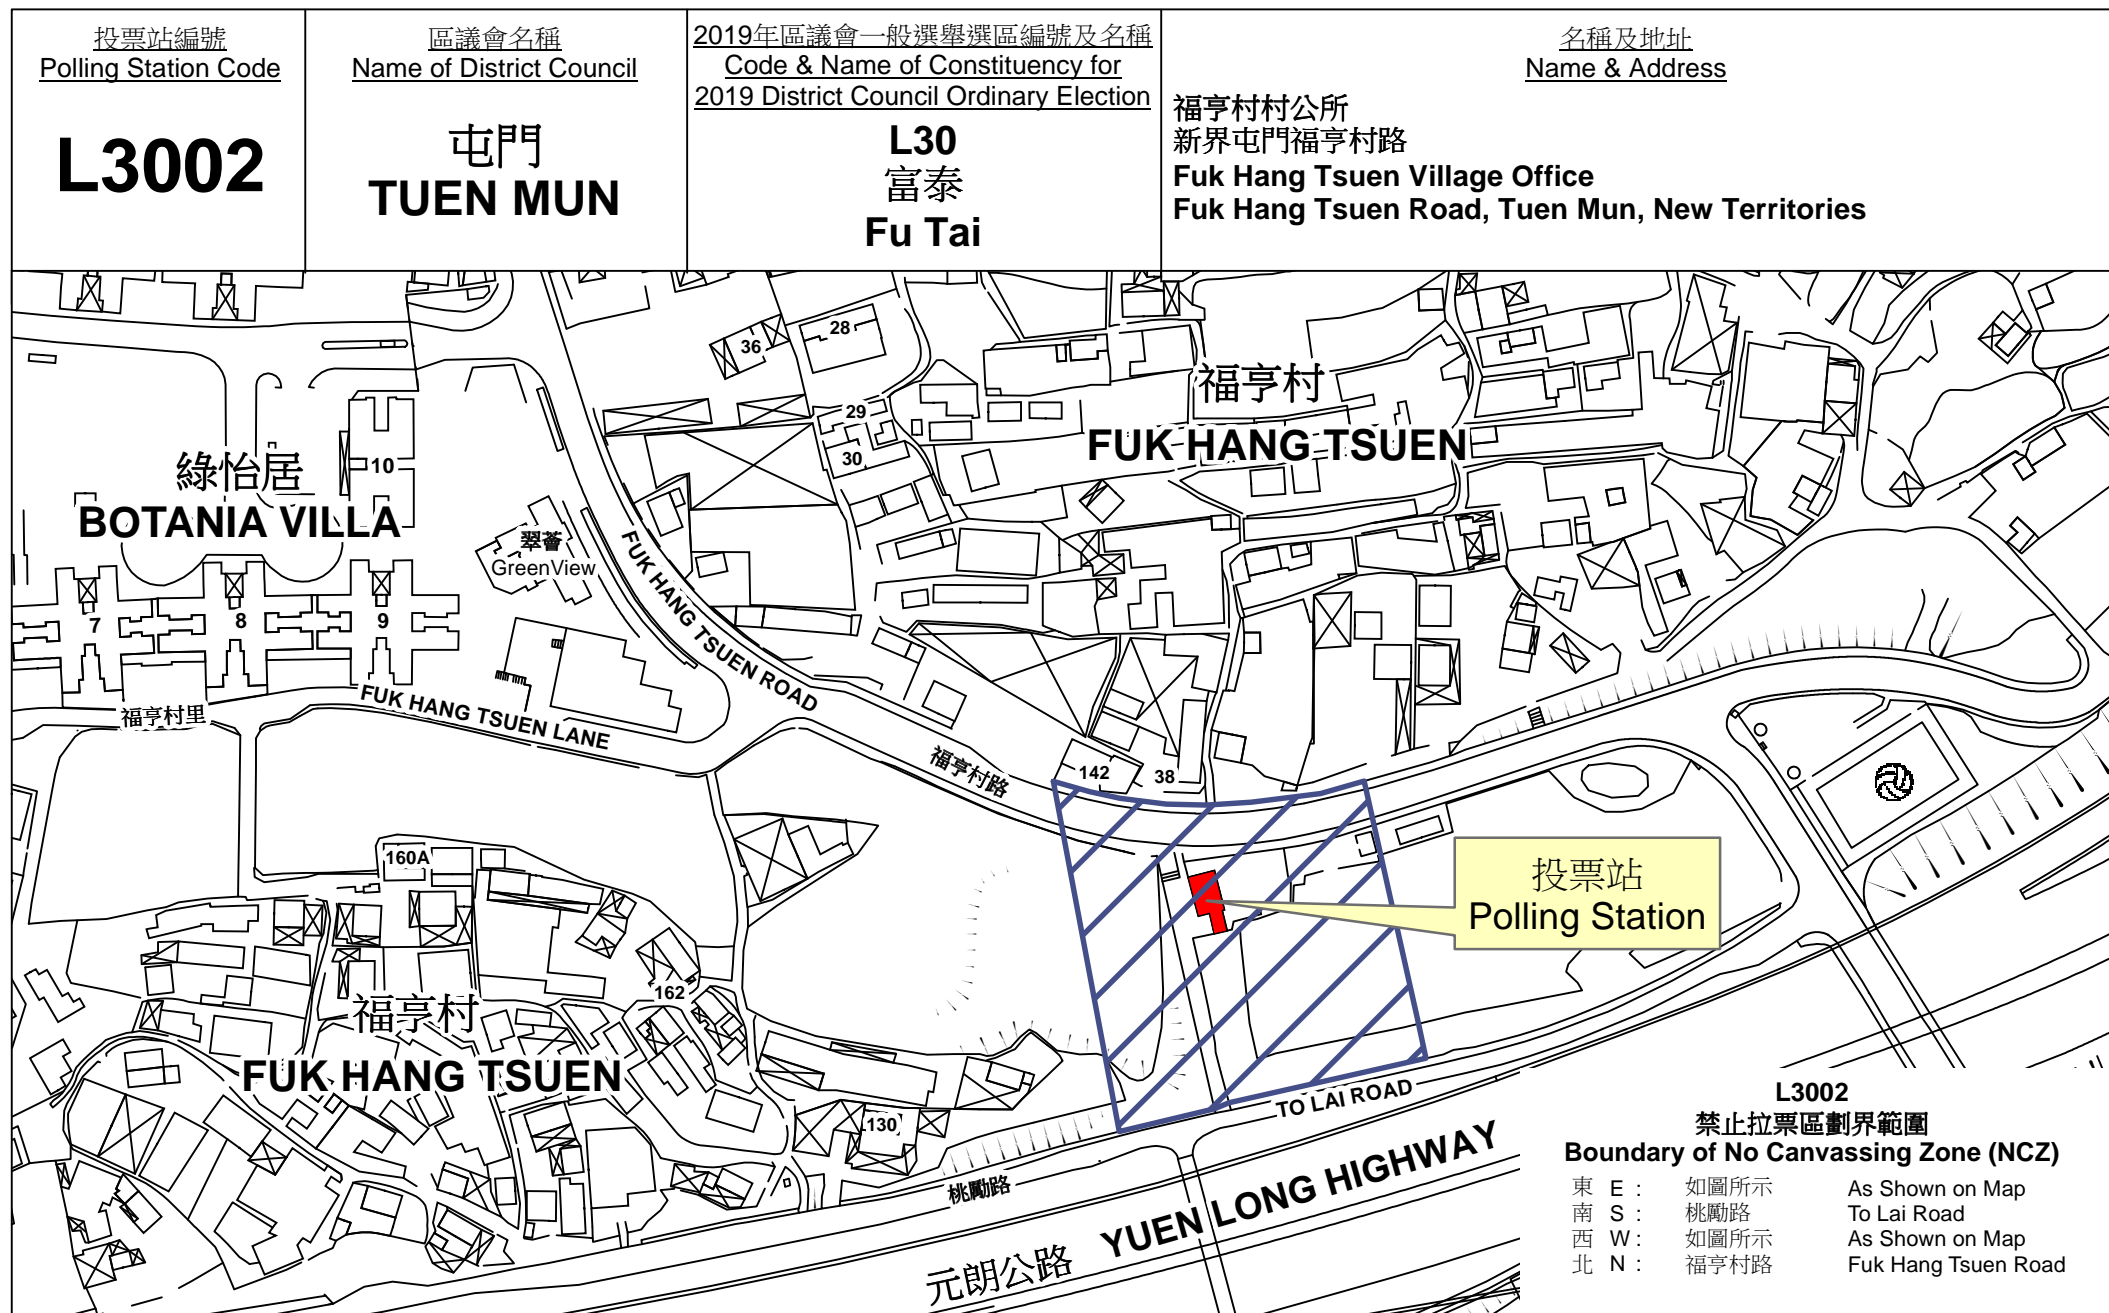 投票站編號
Polling Station Code
L3002
區議會名稱
Name of District Council
屯門
TUEN MUN
2019年區議會一般選舉選區編號及名稱
Code & Name of Constituency for
2019 District Council Ordinary Election
L30
富泰
Fu Tai
名稱及地址
Name & Address
福亨村村公所
新界屯門福亨村路
Fuk Hang Tsuen Village Office
Fuk Hang Tsuen Road, Tuen Mun, New Territories
36
28
29
30
福亨村
FUK HANG TSUEN
10
綠怡居
BOTANIA VILLA
翠薈
GreenView
7
8
9
FUK HANG TSUEN ROAD
福亨村里
FUK HANG TSUEN LANE
福亨村路
142
38
160A
投票站
Polling Station
162
福亨村
FUK HANG TSUEN
130
TO LAI ROAD
桃勵路
元朗公路
YUEN LONG HIGHWAY
L3002
禁止拉票區劃界範圍
Boundary of No Canvassing Zone (NCZ)
東 E : 如圖所示 As Shown on Map
南 S : 桃勵路 To Lai Road
西 W : 如圖所示 As Shown on Map
北 N : 福亨村路 Fuk Hang Tsuen Road